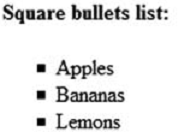 Square bullets list:
▪ Apples
▪ Bananas
▪ Lemons